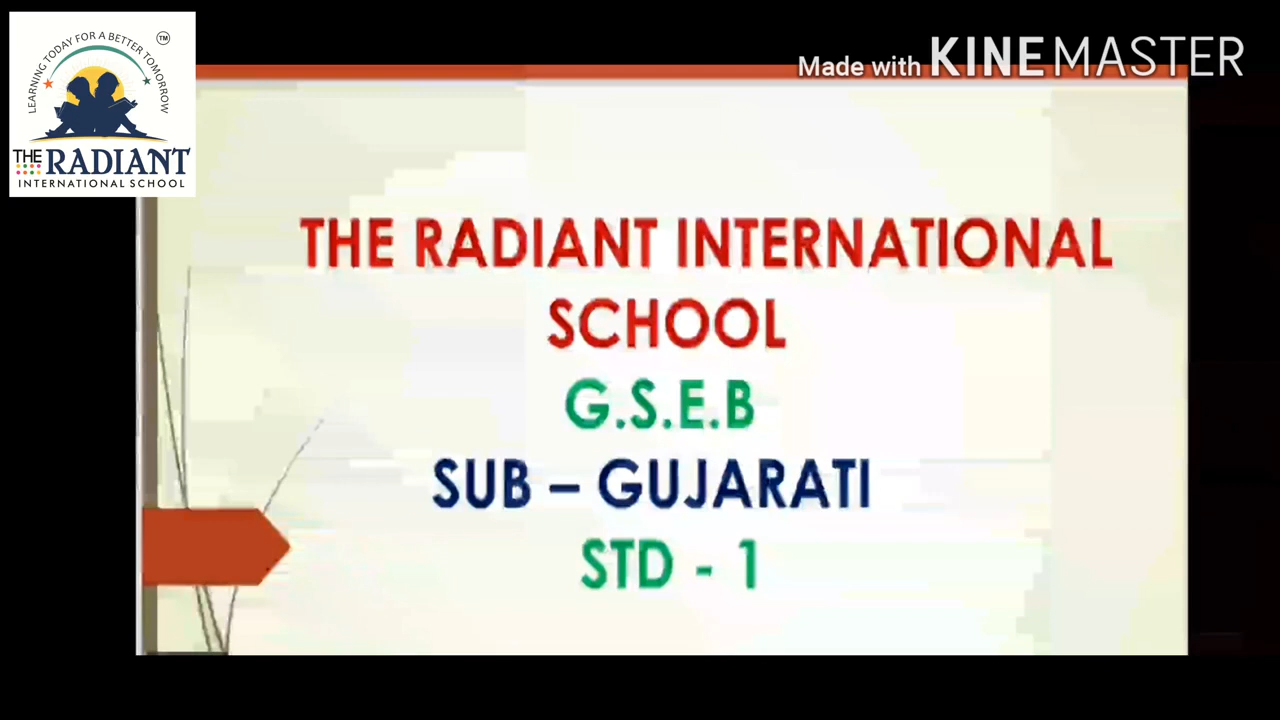 LEARNING TODAY FOR A BETTER TOMORROW
TM
THE RADIANT
INTERNATIONAL SCHOOL
Made with KINEMASTER
THE RADIANT INTERNATIONAL
SCHOOL
G.S.E.B
SUB – GUJARATI
STD - 1